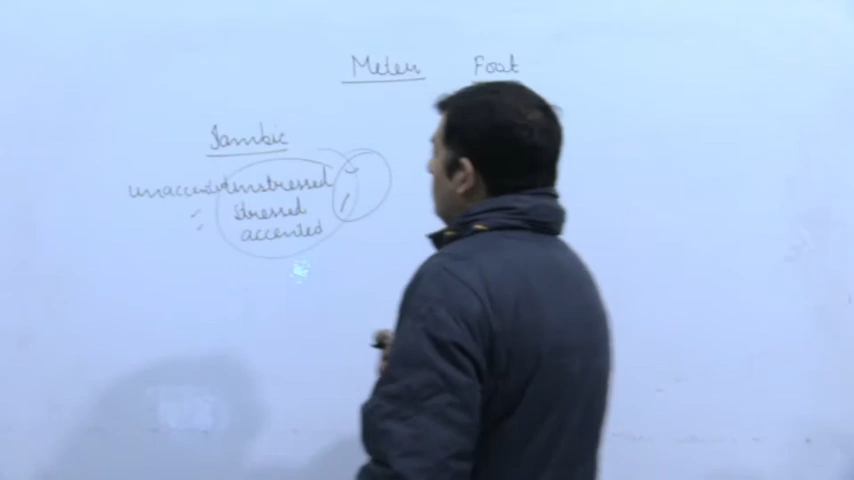 Meter Foot
Iambic
unaccented unstressed
stressed
accented